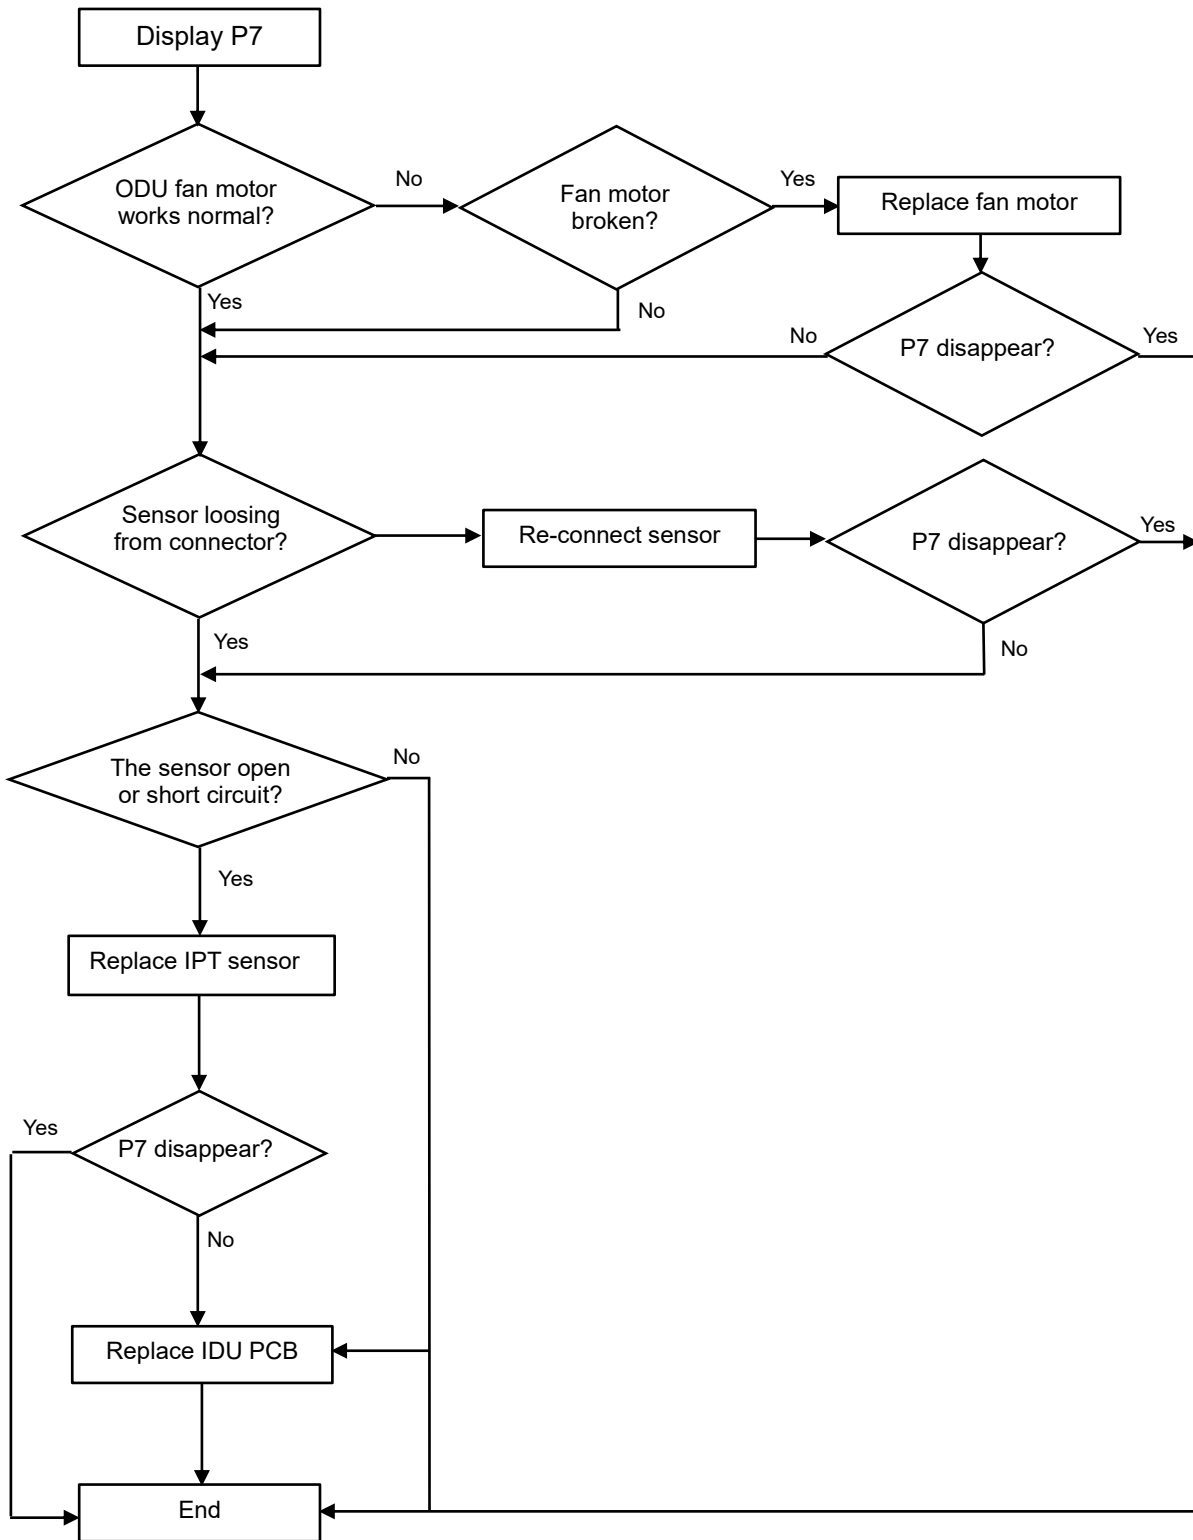 Display P7
ODU fan motor
works normal?
No
Fan motor
broken?
Yes
Replace fan motor
Yes
No
No
P7 disappear?
Yes
Sensor loosing
from connector?
Re-connect sensor
P7 disappear?
Yes
Yes
No
The sensor open
or short circuit?
No
Yes
Replace IPT sensor
Yes
P7 disappear?
No
Replace IDU PCB
End